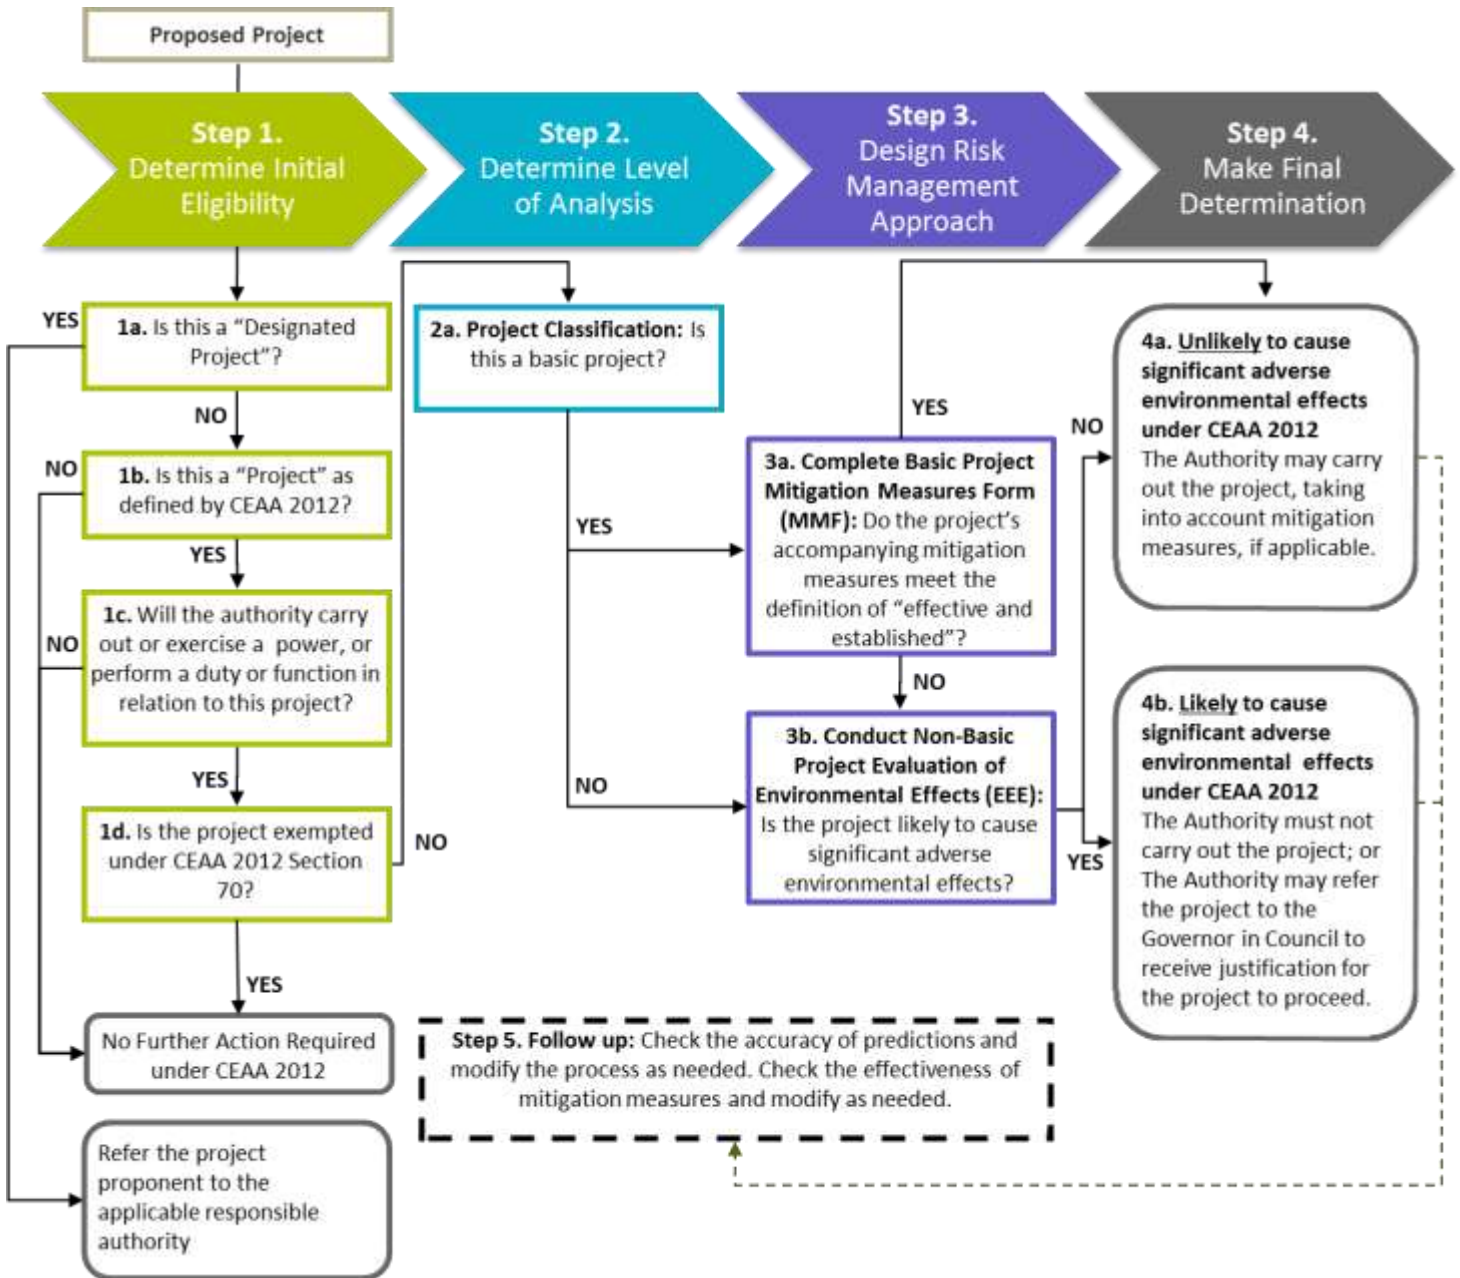 Proposed Project
Step 1.
Determine Initial
Eligibility
Step 2.
Determine Level
of Analysis
Step 3.
Design Risk
Management
Approach
Step 4.
Make Final
Determination
YES
1a. Is this a “Designated
Project”?
NO
NO
1b. Is this a “Project” as
defined by CEAA 2012?
YES
NO
1c. Will the authority carry
out or exercise a power, or
perform a duty or function in
relation to this project?
YES
1d. Is the project exempted
under CEAA 2012 Section
70?
NO
YES
No Further Action Required
under CEAA 2012
Refer the project
proponent to the
applicable responsible
authority
2a. Project Classification: Is
this a basic project?
YES
NO
YES
3a. Complete Basic Project
Mitigation Measures Form
(MMF): Do the project’s
accompanying mitigation
measures meet the
definition of “effective and
established”?
NO
3b. Conduct Non-Basic
Project Evaluation of
Environmental Effects (EEE):
Is the project likely to cause
significant adverse
environmental effects?
NO
YES
4a. Unlikely to cause
significant adverse
environmental effects
under CEAA 2012
The Authority may carry
out the project, taking
into account mitigation
measures, if applicable.
4b. Likely to cause
significant adverse
environmental effects
under CEAA 2012
The Authority must not
carry out the project; or
The Authority may refer
the project to the
Governor in Council to
receive justification for
the project to proceed.
Step 5. Follow up: Check the accuracy of predictions and
modify the process as needed. Check the effectiveness of
mitigation measures and modify as needed.